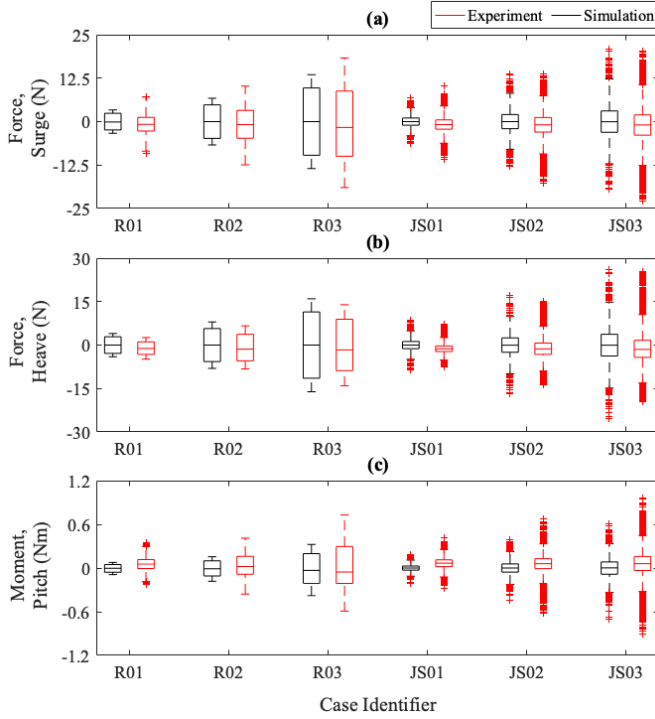 (a)
Experiment Simulation
25
12.5
0
-12.5
-25
Force,
Surge (N)
R01 R02 R03 JS01 JS02 JS03
(b)
30
15
0
-15
-30
Force,
Heave (N)
R01 R02 R03 JS01 JS02 JS03
(c)
1.2
0.6
0
-0.6
-1.2
Moment,
Pitch (Nm)
R01 R02 R03 JS01 JS02 JS03
Case Identifier